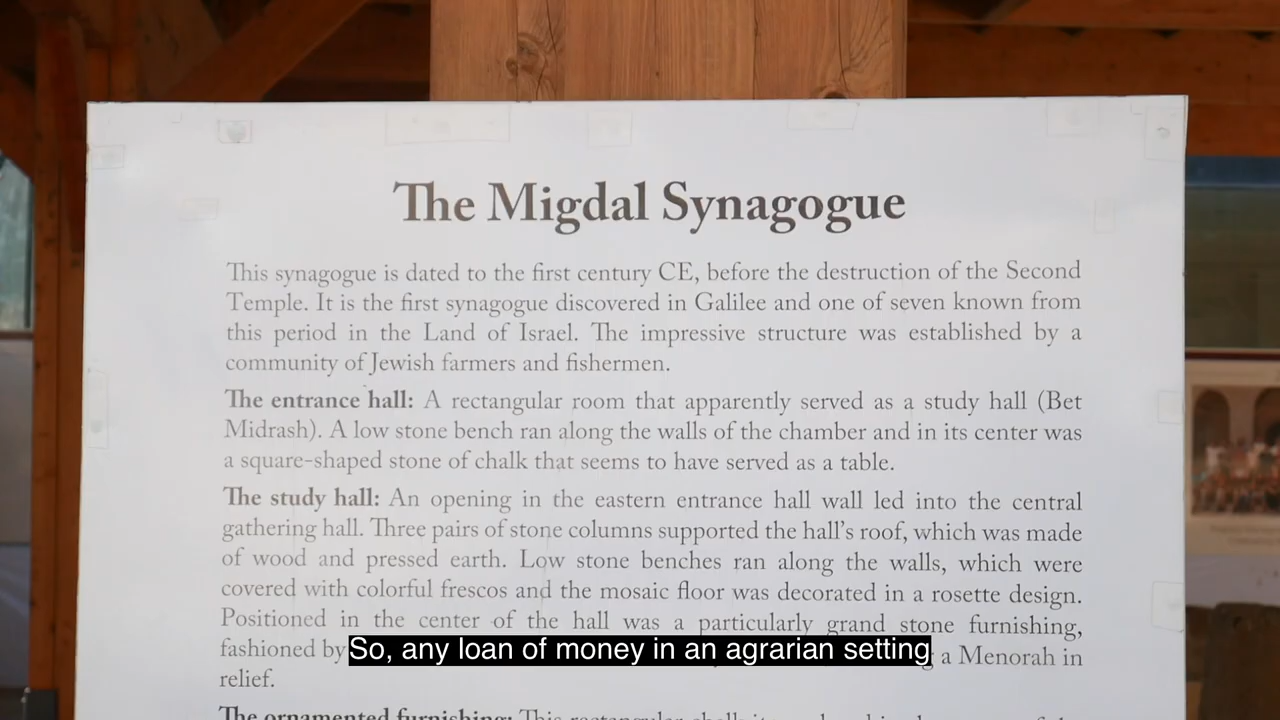 The Migdal Synagogue
This synagogue is dated to the first century CE, before the destruction of the Second
Temple. It is the first synagogue discovered in Galilee and one of seven known from
this period in the Land of Israel. The impressive structure was established by a
community of Jewish farmers and fishermen.
The entrance hall: A rectangular room that apparently served as a study hall (Bet
Midrash). A low stone bench ran along the walls of the chamber and in its center was
a square-shaped stone of chalk that seems to have served as a table.
The study hall: An opening in the eastern entrance hall wall led into the central
gathering hall. Three pairs of stone columns supported the hall's roof, which was made
of wood and pressed earth. Low stone benches ran along the walls, which were
covered with colorful frescos and the mosaic floor was decorated in a rosette design.
Positioned in the center of the hall was a particularly grand stone furnishing,
fashioned by a Menorah in
So, any loan of money in an agrarian setting
relief.
The ornamented furnishing: This rectangular